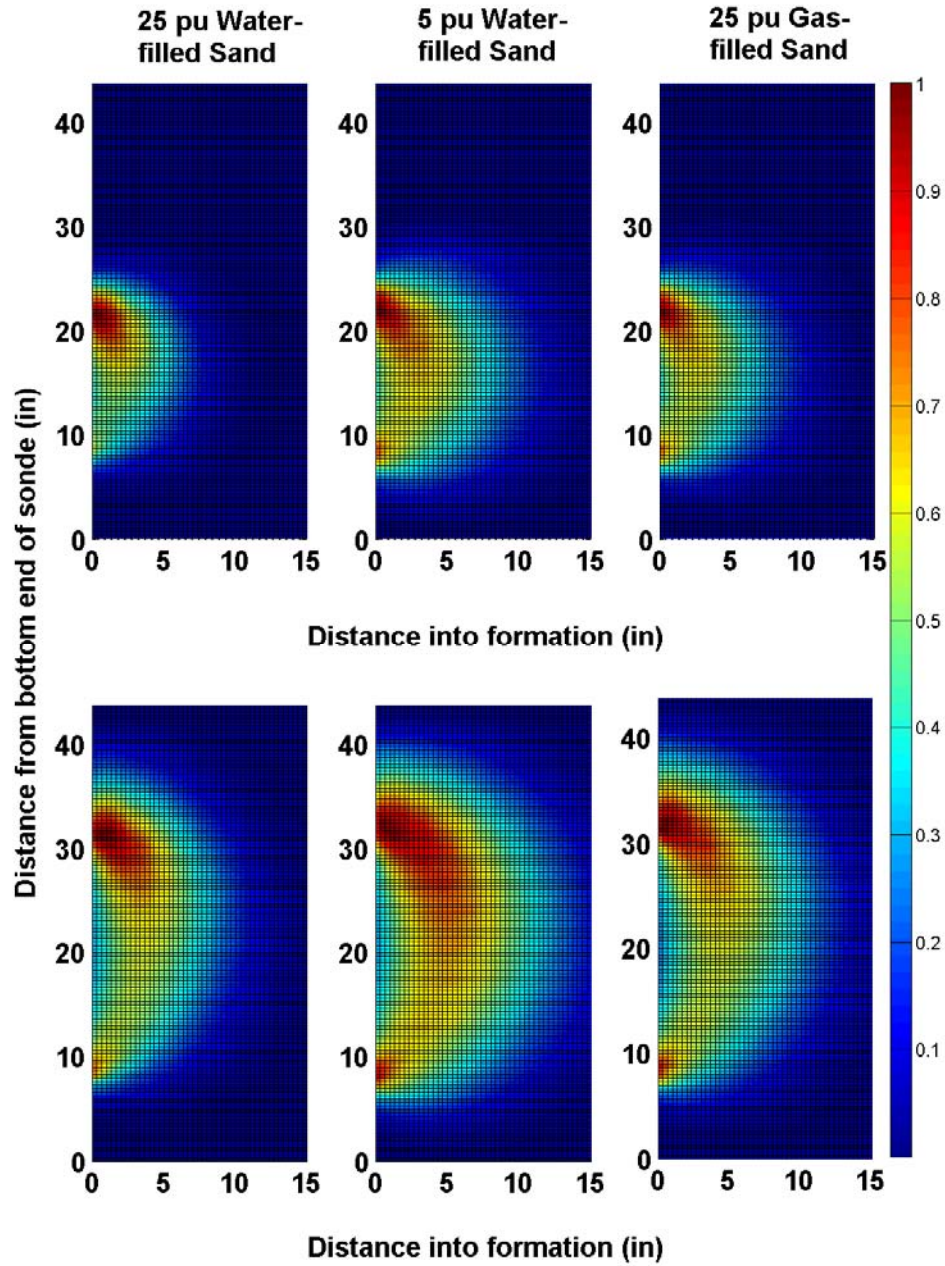 25 pu Water-
filled Sand
5 pu Water-
filled Sand
25 pu Gas-
filled Sand
Distance from bottom end of sonde (in)
40
30
20
10
0
0 5 10 15
40
30
20
10
0
0 5 10 15
40
30
20
10
0
0 5 10 15
Distance into formation (in)
1
0.9
0.8
0.7
0.6
0.5
0.4
0.3
0.2
0.1
40
30
20
10
0
0 5 10 15
40
30
20
10
0
0 5 10 15
40
30
20
10
0
0 5 10 15
Distance into formation (in)